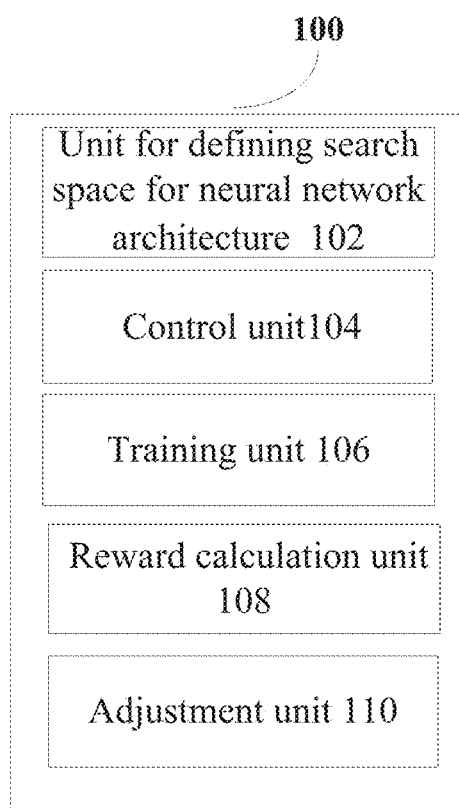 100
Unit for defining search
space for neural network
architecture 102
Control unit104
Training unit 106
Reward calculation unit
108
Adjustment unit 110